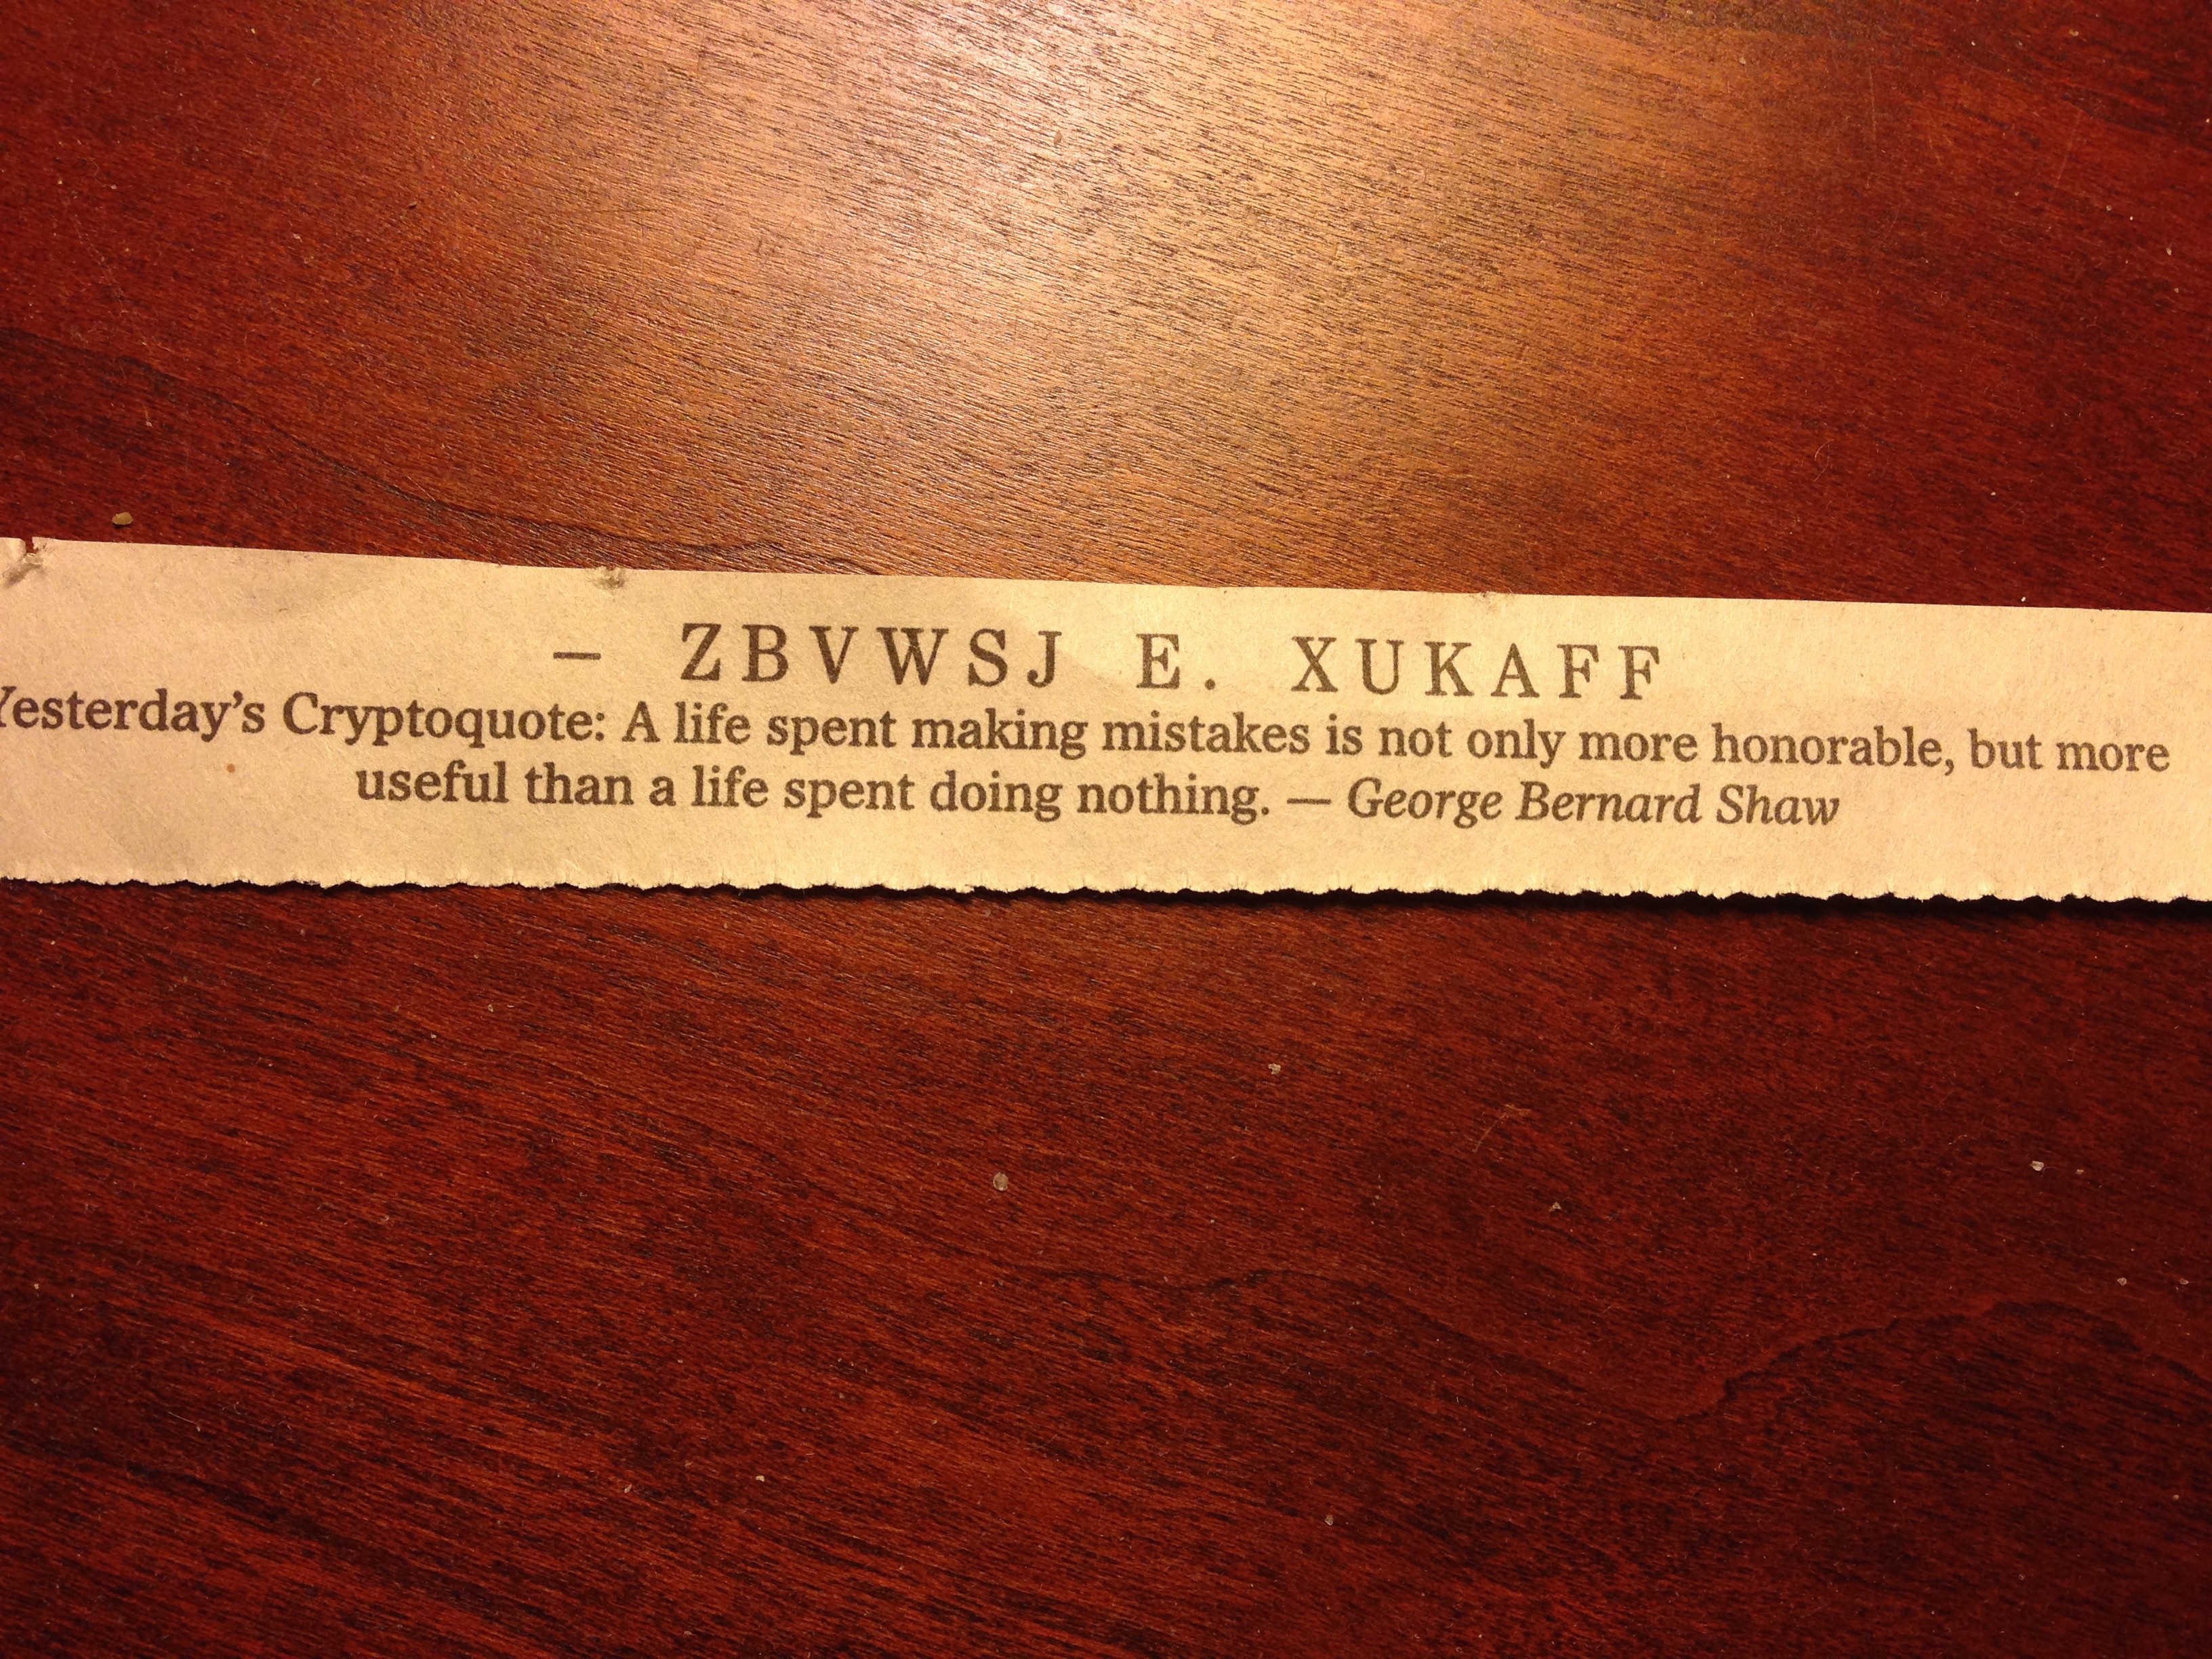 — ZBVWSJ E. XUKAFF
Yesterday's Cryptoquote: A life spent making mistakes is not only more honorable, but more
useful than a life spent doing nothing. — George Bernard Shaw